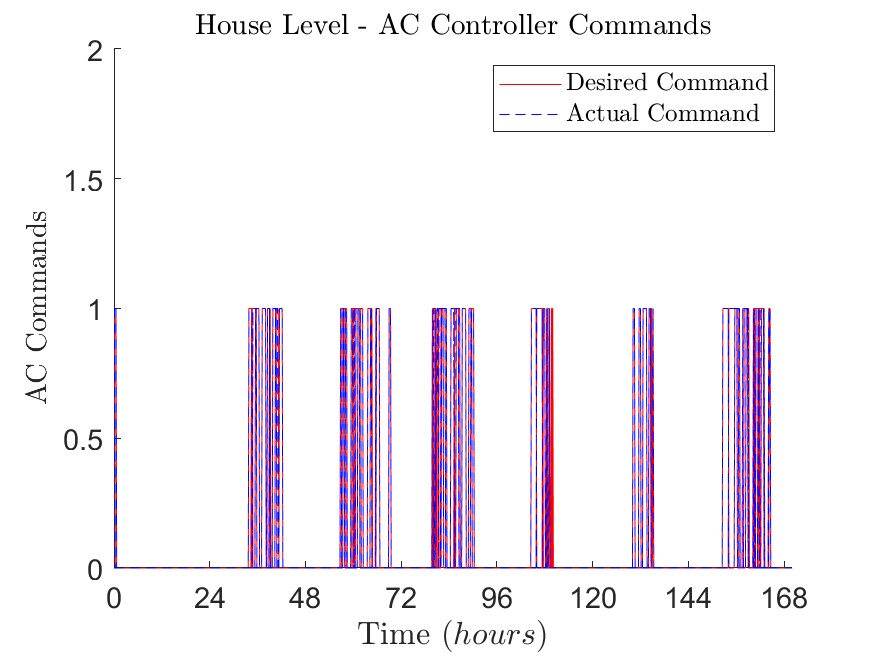 House Level - AC Controller Commands
Desired Command
Actual Command
AC Commands
2
1.5
1
0.5
0
0 24 48 72 96 120 144 168
Time (hours)